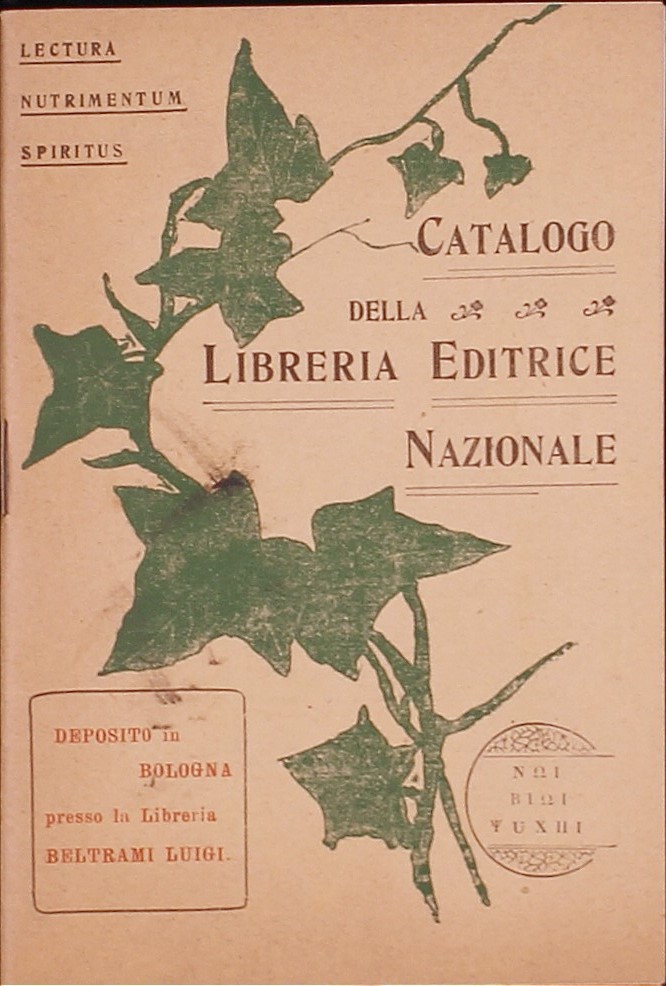 LECTURA
NUTRIMENTUM
SPIRITUS
CATALOGO
DELLA
LIBRERIA EDITRICE
NAZIONALE
DEPOSITO in
BOLOGNA
presso la Libreria
BELTRAMI LUIGI.
ΝΩΙ
ΒΙΩΙ
ΨΥΧΗΙ